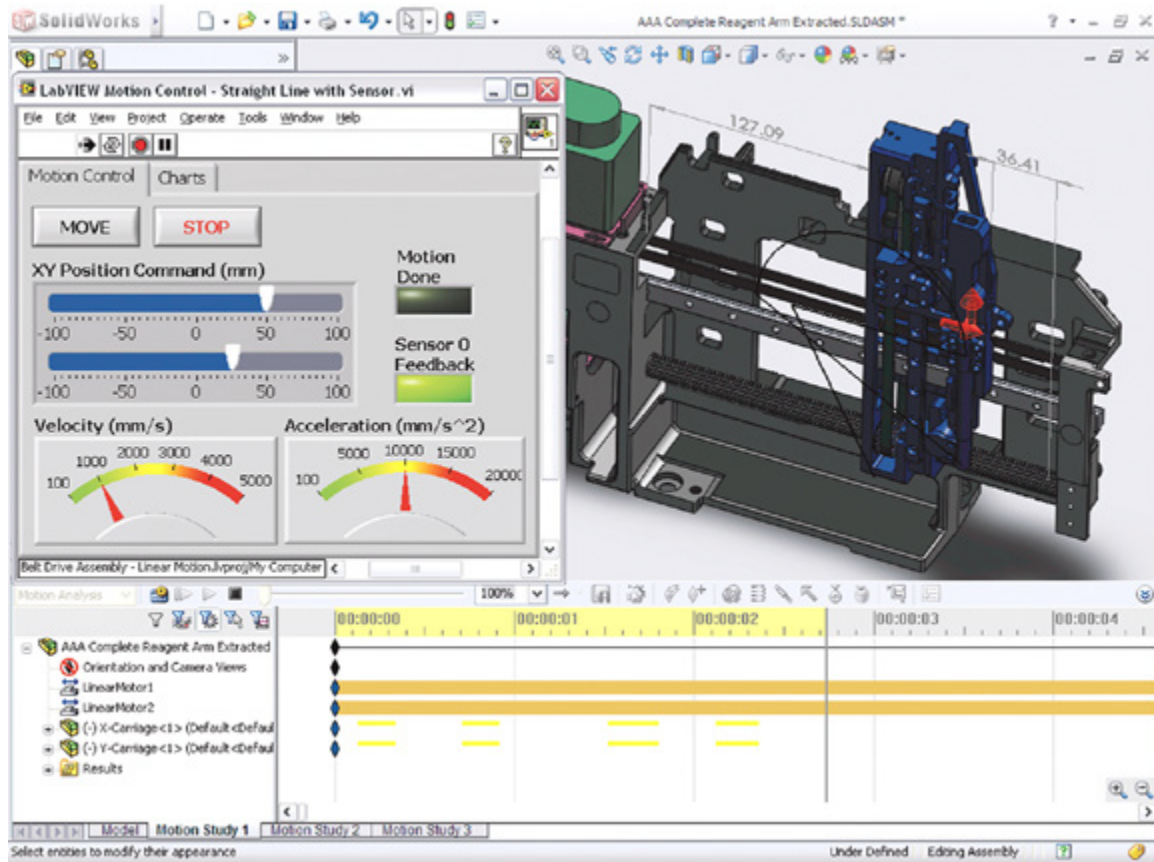 SolidWorks
AAA Complete Reagent Arm Extracted.SLDASM *
LabVIEW Motion Control - Straight Line with Sensor.vi
File Edit View Project Operate Tools Window Help
Motion Control Charts
MOVE STOP
XY Position Command (mm)
-100 -50 0 50 100
-100 -50 0 50 100
Motion
Done
Sensor 0
Feedback
Velocity (mm/s)
100 1000 2000 3000 4000 5000
Acceleration (mm/s^2)
100 5000 10000 15000 20000
Belt Drive Assembly - Linear Motion.lvproj/My Computer
127.09
36.41
Motion Analysis
100%
00:00:00 00:00:01 00:00:02 00:00:03 00:00:04
AAA Complete Reagent Arm Extracted
Orientation and Camera Views
LinearMotor1
LinearMotor2
(-) X-Carriage<1> (Default<Defaul
(-) Y-Carriage<1> (Default<Defaul
Results
Model Motion Study 1 Motion Study 2 Motion Study 3
Select entities to modify their appearance
Under Defined Editing Assembly